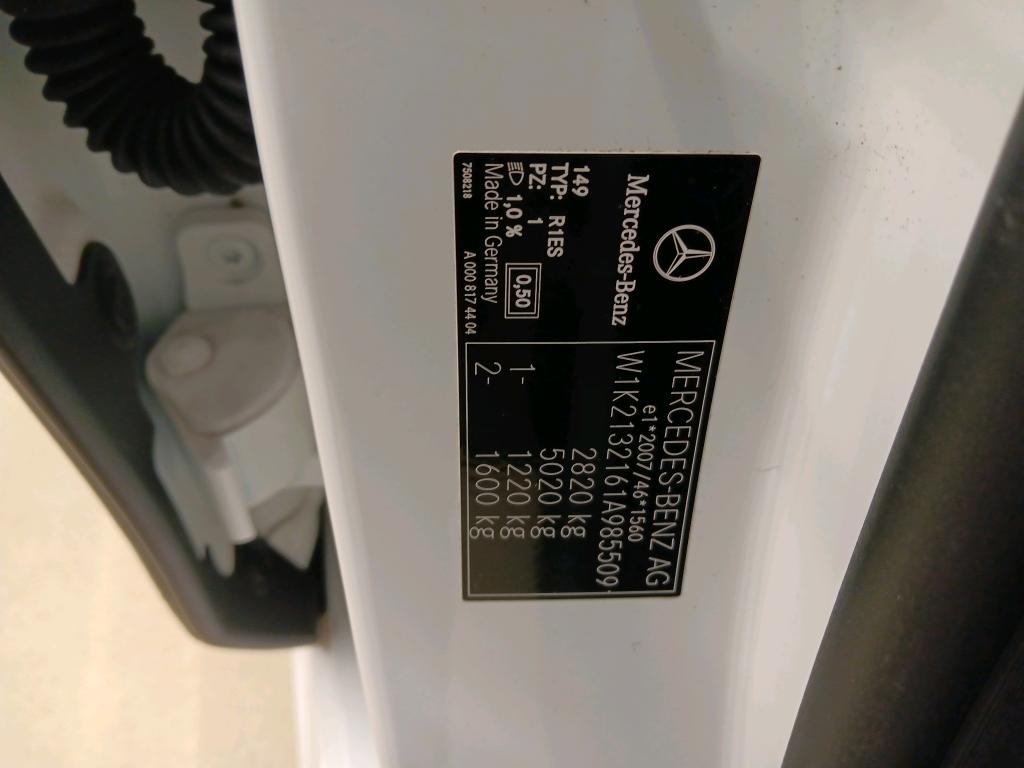 Mercedes-Benz
149
TYP: R1ES
PZ: 1
1,0 %
0,50
Made in Germany
7508218
A 000 817 44 04
MERCEDES-BENZ AG
e1*2007/46*1560
W1K2132161A985509
2820 kg
5020 kg
1- 1220 kg
2- 1600 kg